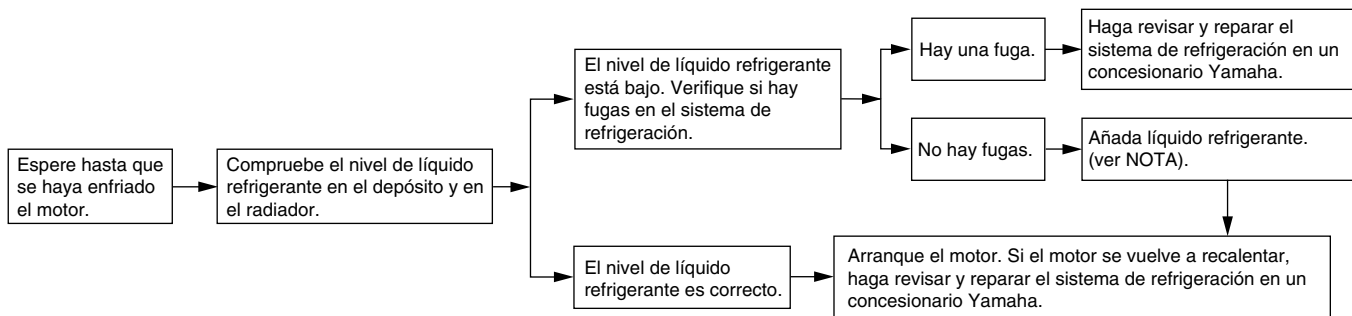 Espere hasta que
se haya enfriado
el motor.
Compruebe el nivel de líquido
refrigerante en el depósito y en
el radiador.
El nivel de líquido refrigerante
está bajo. Verifique si hay
fugas en el sistema de
refrigeración.
Hay una fuga.
Haga revisar y reparar el
sistema de refrigeración en un
concesionario Yamaha.
No hay fugas.
Añada líquido refrigerante.
(ver NOTA).
El nivel de líquido
refrigerante es correcto.
Arranque el motor. Si el motor se vuelve a recalentar,
haga revisar y reparar el sistema de refrigeración en un
concesionario Yamaha.